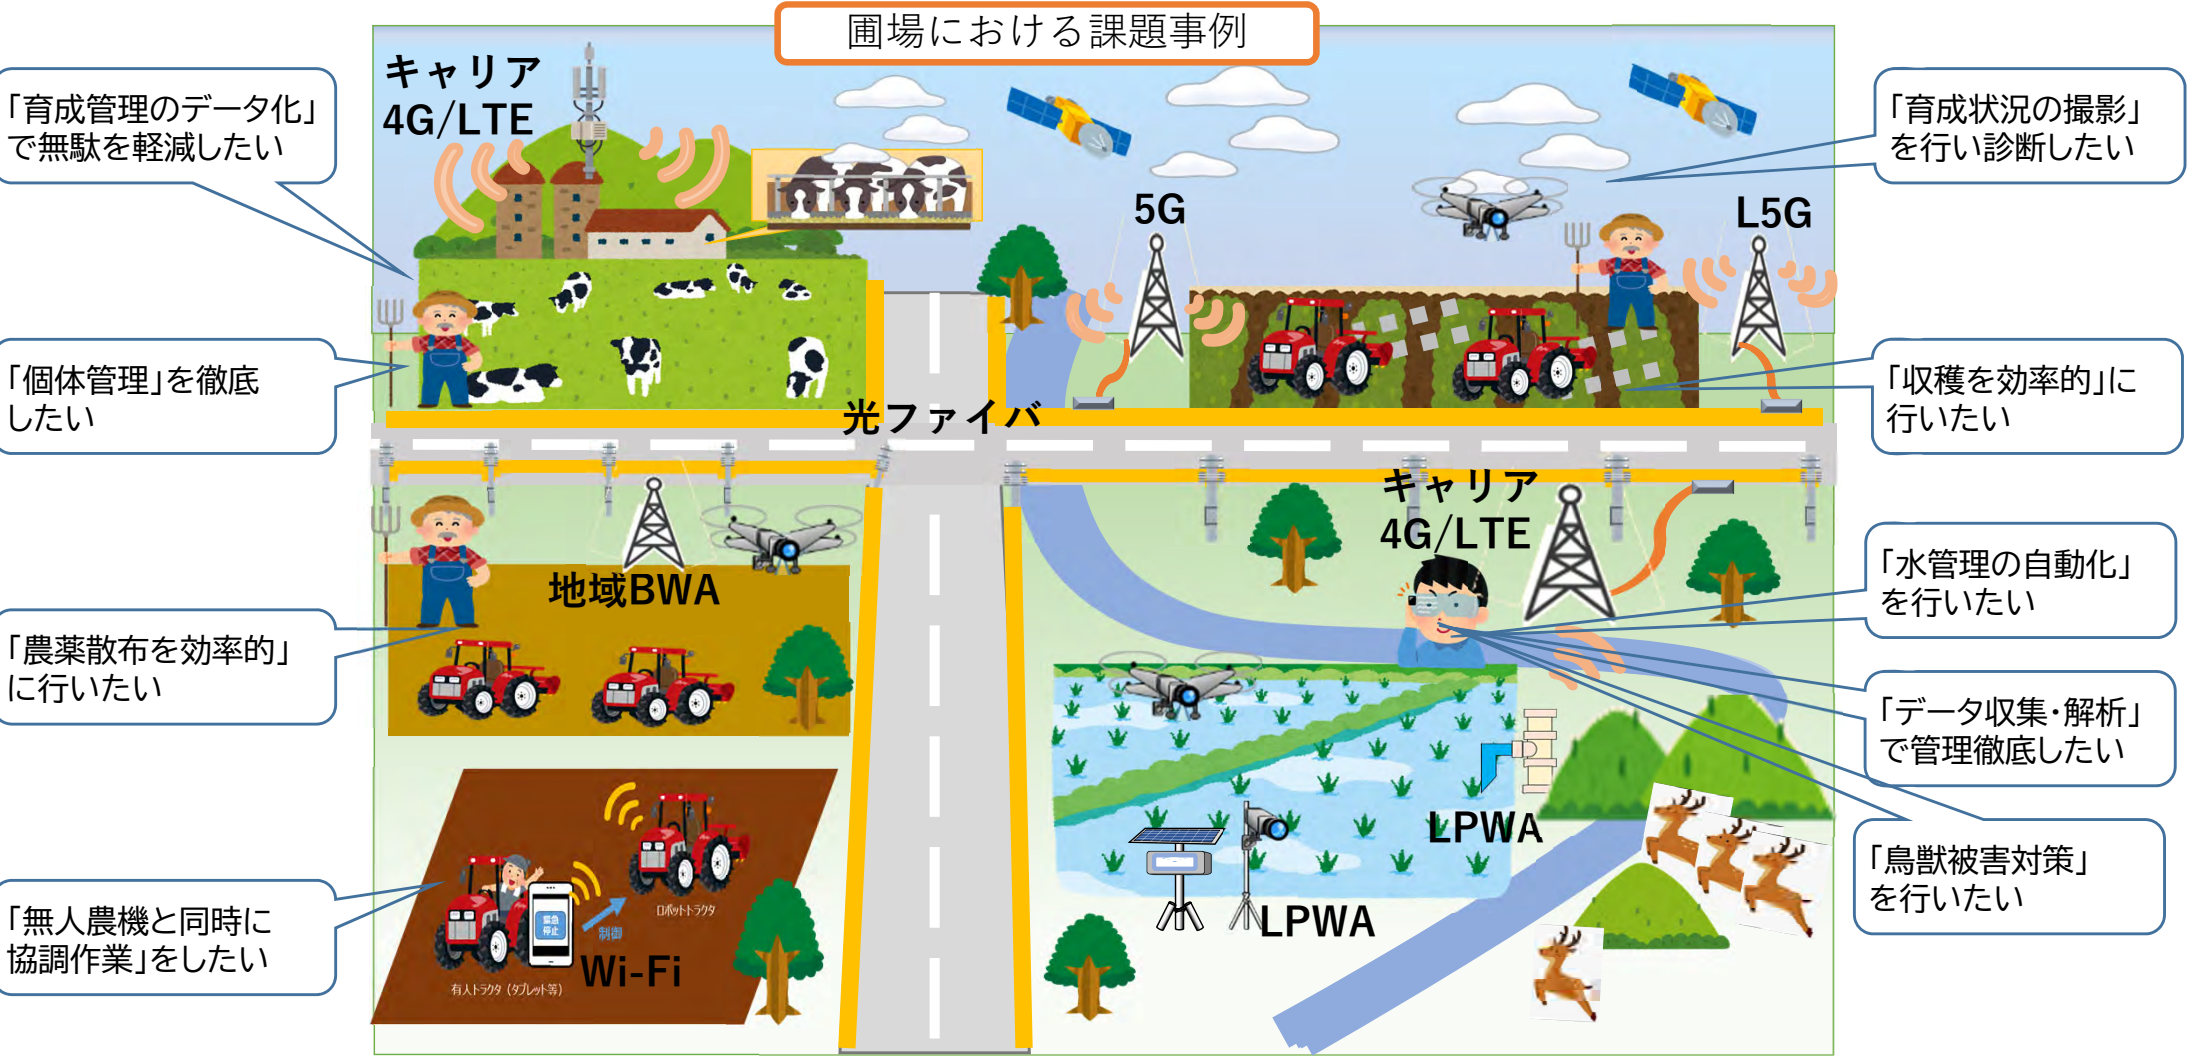 圃場における課題事例
キャリア
4G/LTE
「育成管理のデータ化」
で無駄を軽減したい
「個体管理」を徹底
したい
「農薬散布を効率的」
に行いたい
「無人農機と同時に
協調作業」をしたい
5G
L5G
「育成状況の撮影」
を行い診断したい
「収穫を効率的」に
行いたい
光ファイバ
地域BWA
キャリア
4G/LTE
「水管理の自動化」
を行いたい
「データ収集・解析」
で管理徹底したい
「鳥獣被害対策」
を行いたい
LPWA
LPWA
ロボットトラクタ
緊急
停止
制御
Wi-Fi
有人トラクタ（タブレット等）